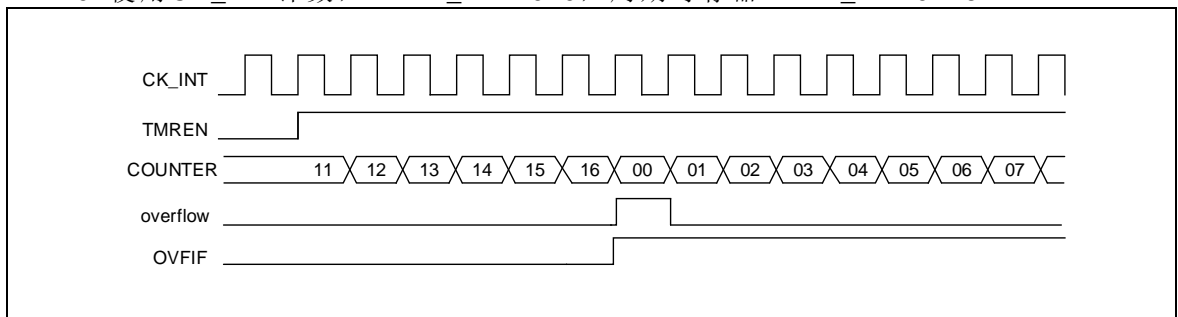 CK_INT
TMREN
COUNTER 11 12 13 14 15 16 00 01 02 03 04 05 06 07
overflow
OVFIF